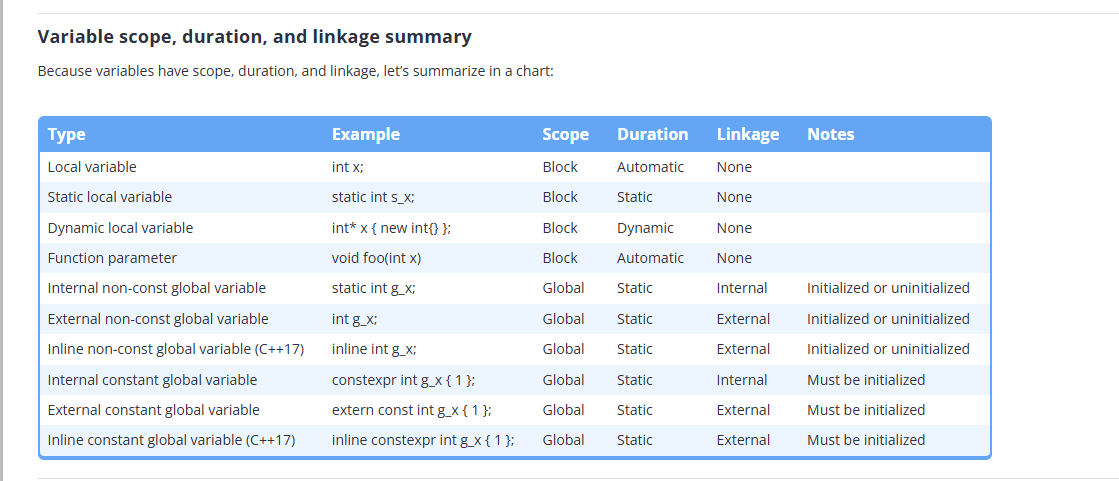 Variable scope, duration, and linkage summary
Because variables have scope, duration, and linkage, let’s summarize in a chart:
Type Example Scope Duration Linkage Notes
Local variable int x; Block Automatic None
Static local variable static int s_x; Block Static None
Dynamic local variable int* x { new int{} }; Block Dynamic None
Function parameter void foo(int x) Block Automatic None
Internal non-const global variable static int g_x; Global Static Internal Initialized or uninitialized
External non-const global variable int g_x; Global Static External Initialized or uninitialized
Inline non-const global variable (C++17) inline int g_x; Global Static External Initialized or uninitialized
Internal constant global variable constexpr int g_x { 1 }; Global Static Internal Must be initialized
External constant global variable extern const int g_x { 1 }; Global Static External Must be initialized
Inline constant global variable (C++17) inline constexpr int g_x { 1 }; Global Static External Must be initialized